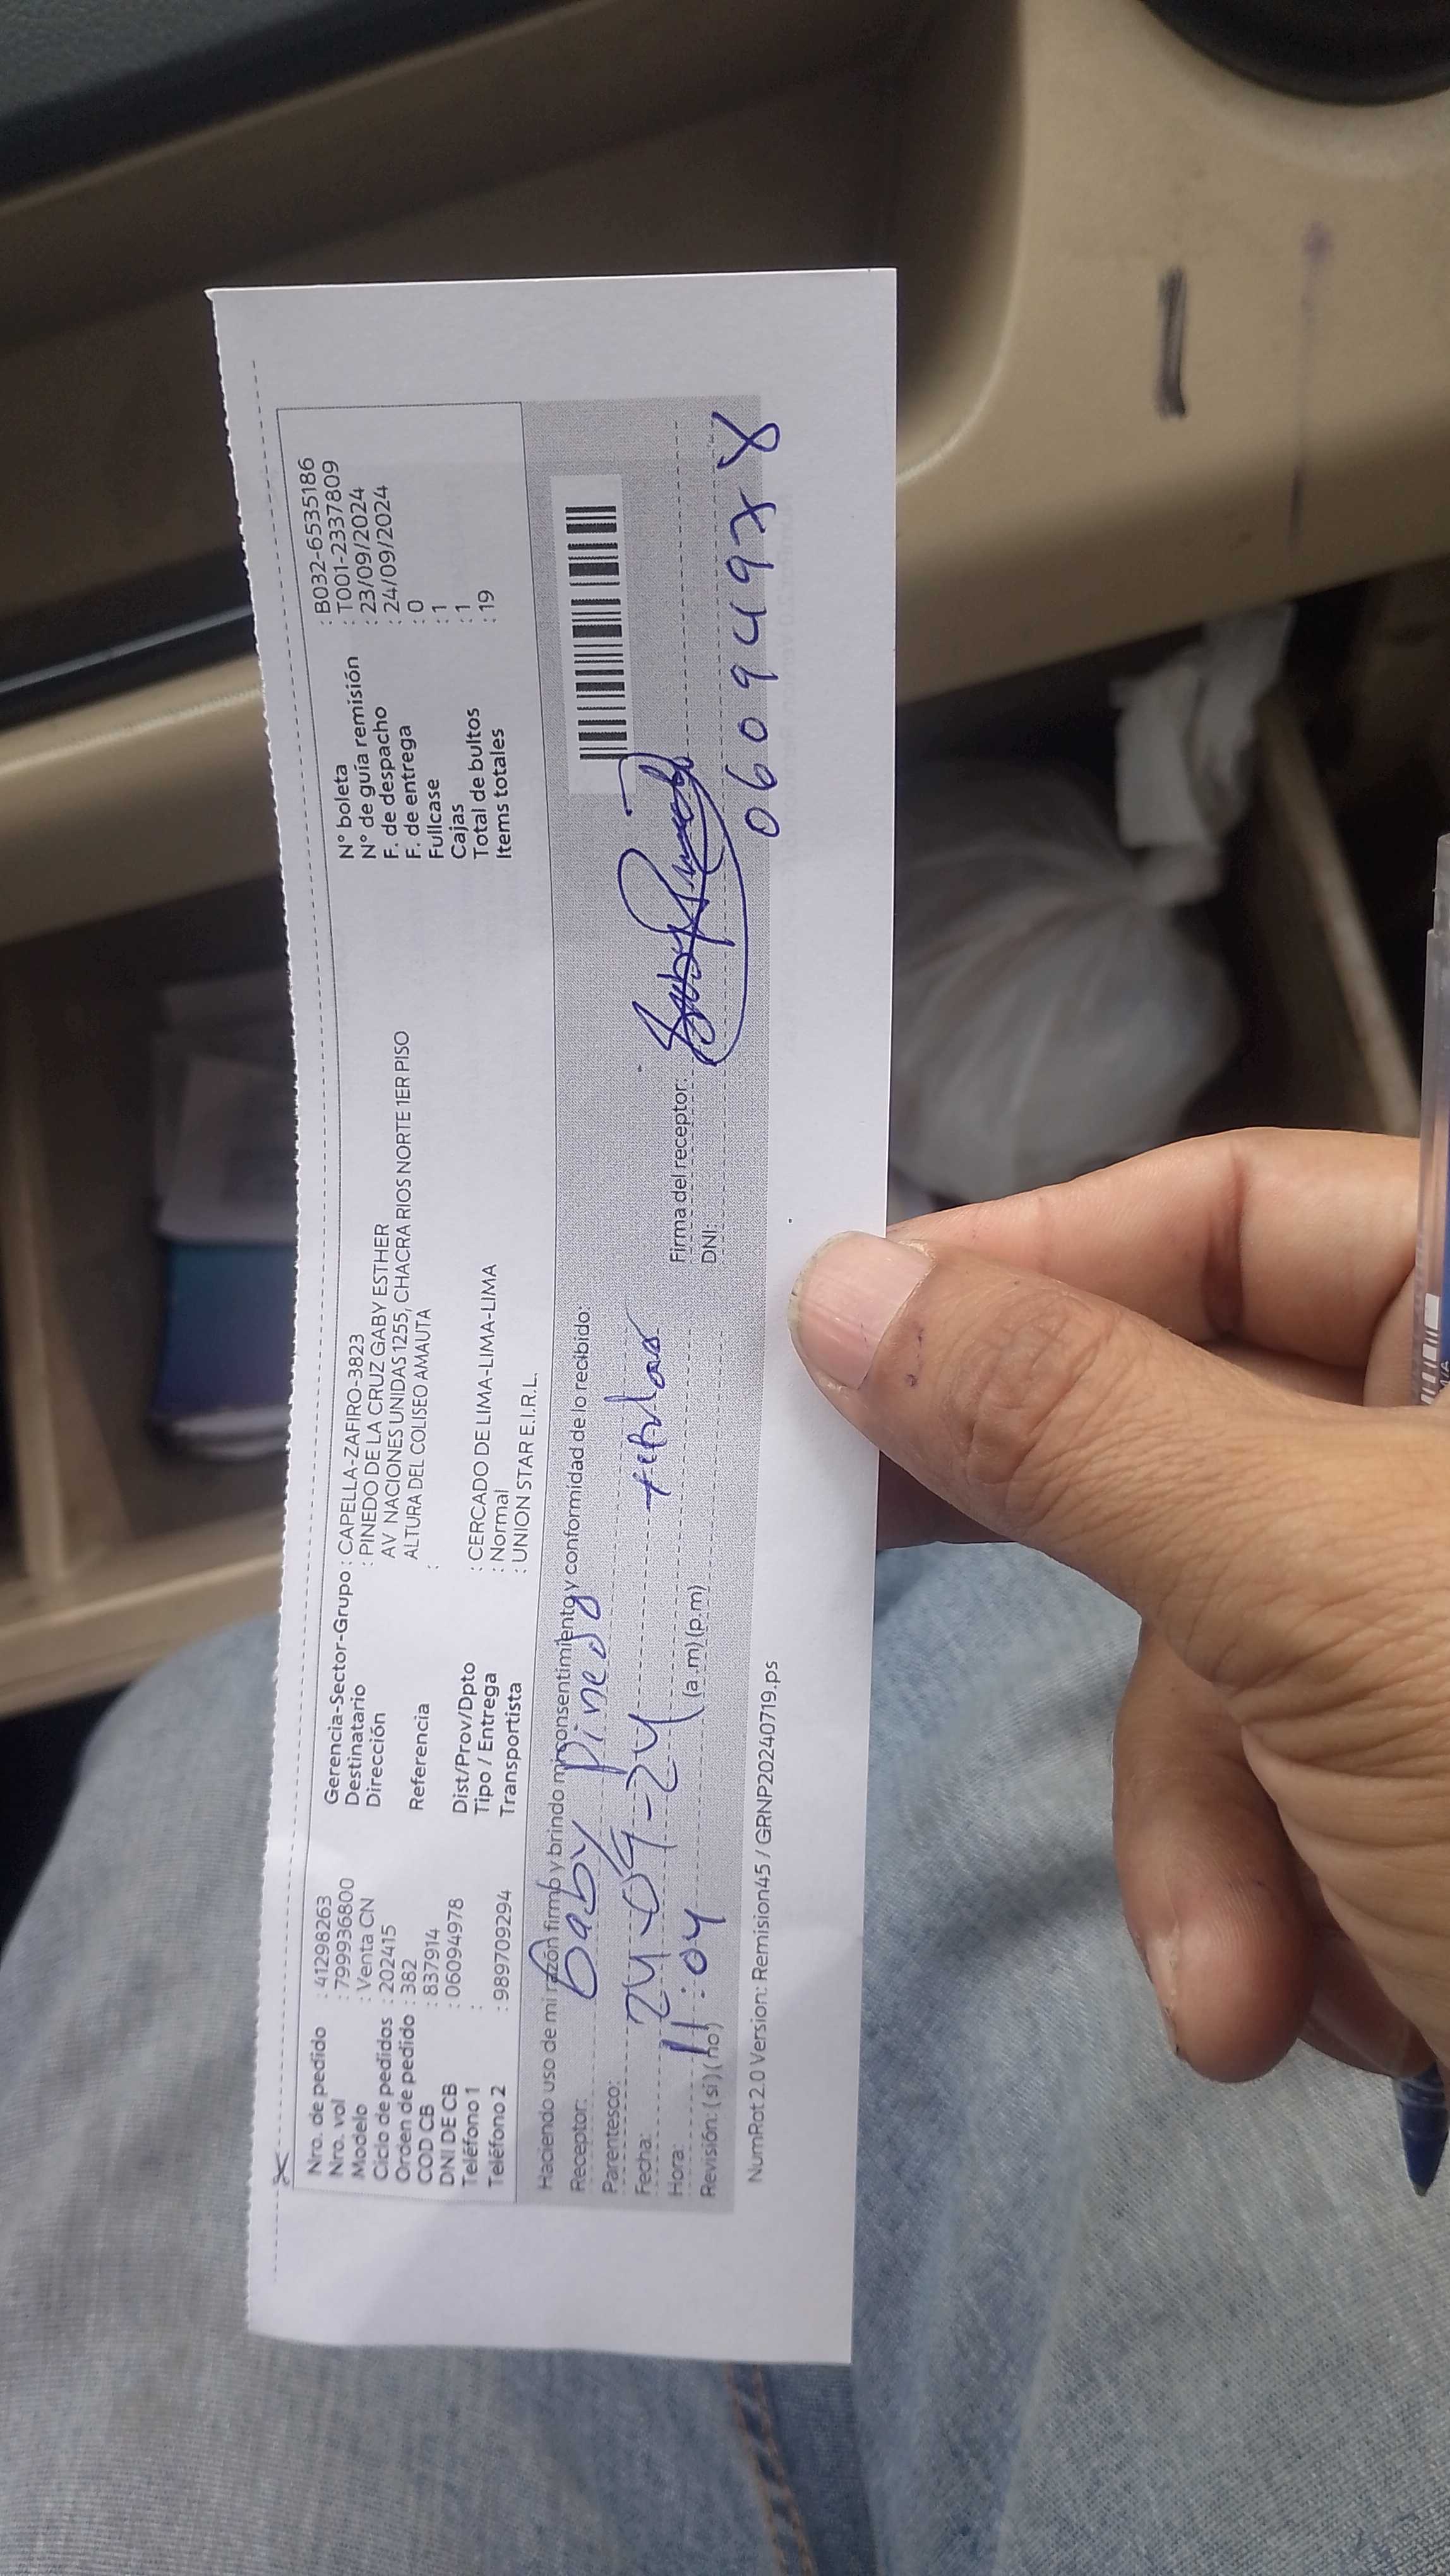 Nro. de pedido : 41298263
Nro. vol : 799936800
Modelo : Venta CN
Ciclo de pedidos : 202415
Orden de pedido : 382
COD CB : 837914
DNI DE CB : 06094978
Teléfono 1 :
Teléfono 2 : 989709294
Gerencia-Sector-Grupo : CAPELLA-ZAFIRO-3823
Destinatario : PINEDO DE LA CRUZ GABY ESTHER
Dirección AV NACIONES UNIDAS 1255, CHACRA RIOS NORTE 1ER PISO
ALTURA DEL COLISEO AMAUTA
Referencia :
Dist/Prov/Dpto : CERCADO DE LIMA-LIMA-LIMA
Tipo / Entrega : Normal
Transportista : UNION STAR E.I.R.L.
N° boleta : B032-6535186
N° de guía remisión : T001-2337809
F. de despacho : 23/09/2024
F. de entrega : 24/09/2024
Fullcase : 0
Cajas : 1
Total de bultos : 1
Items totales : 19
Haciendo uso de mi razón firmo y brindo mi consentimiento y conformidad de lo recibido:
Receptor: Gaby Pinedo
Parentesco: titular
Fecha: 24-09-24
Hora: 11:04 (a.m) (p.m)
Revisión: (si) (no)
Firma del receptor:
DNI: 06094978
NumRot 2.0 Version: Remision45 / GRNP20240719.ps